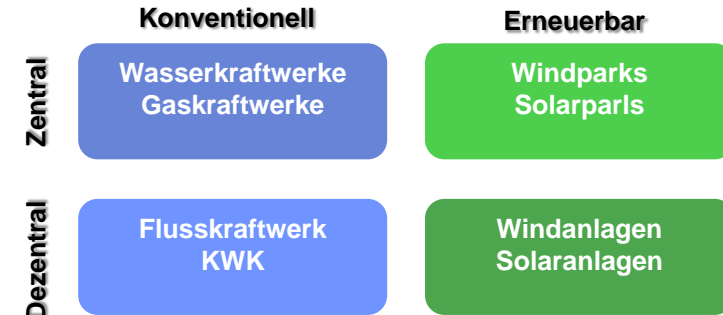 Konventionell
Erneuerbar
Zentral
Wasserkraftwerke
Gaskraftwerke
Windparks
Solarparls
Dezentral
Flusskraftwerk
KWK
Windanlagen
Solaranlagen